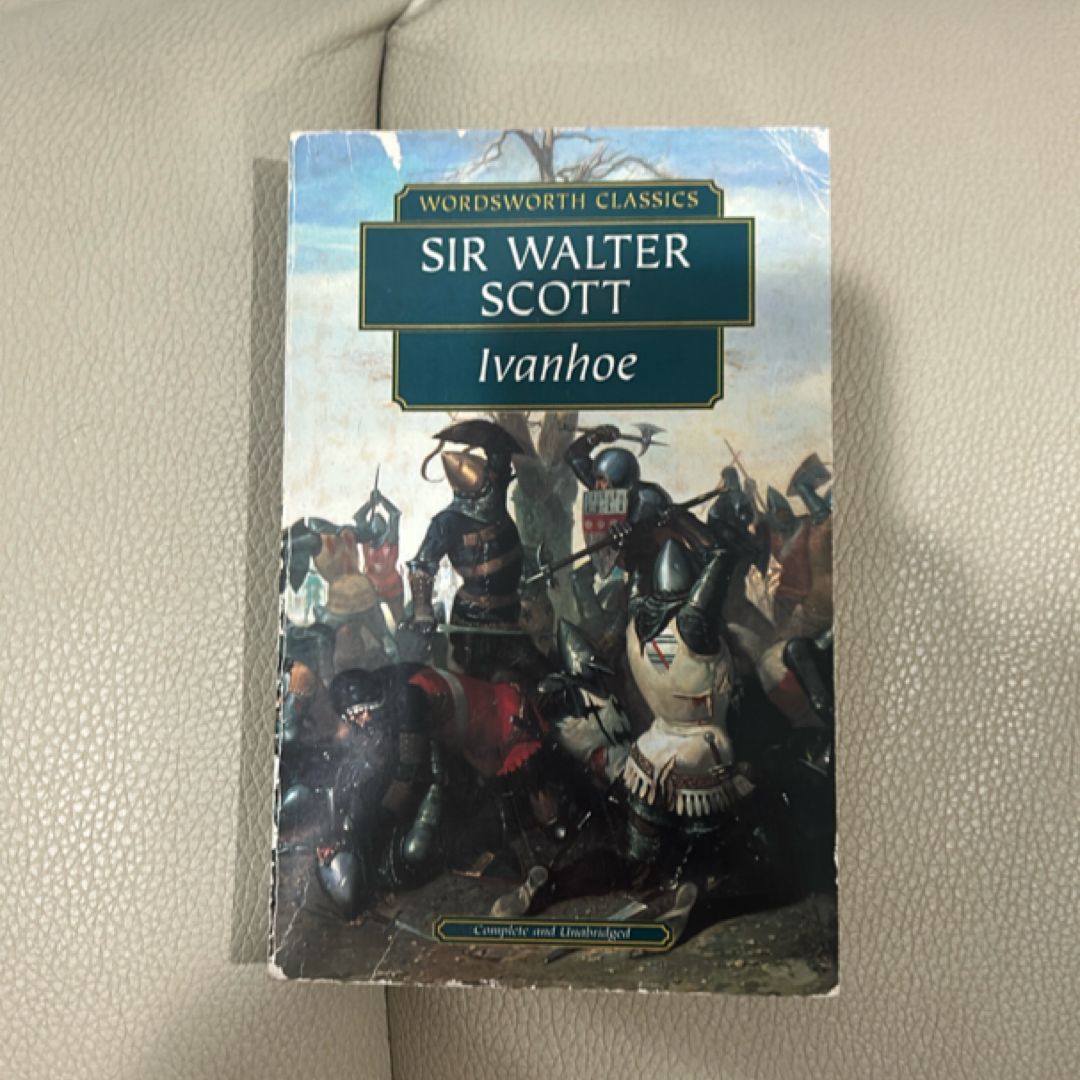 WORDSWORTH CLASSICS
SIR WALTER
SCOTT
Ivanhoe
Complete and Unabridged